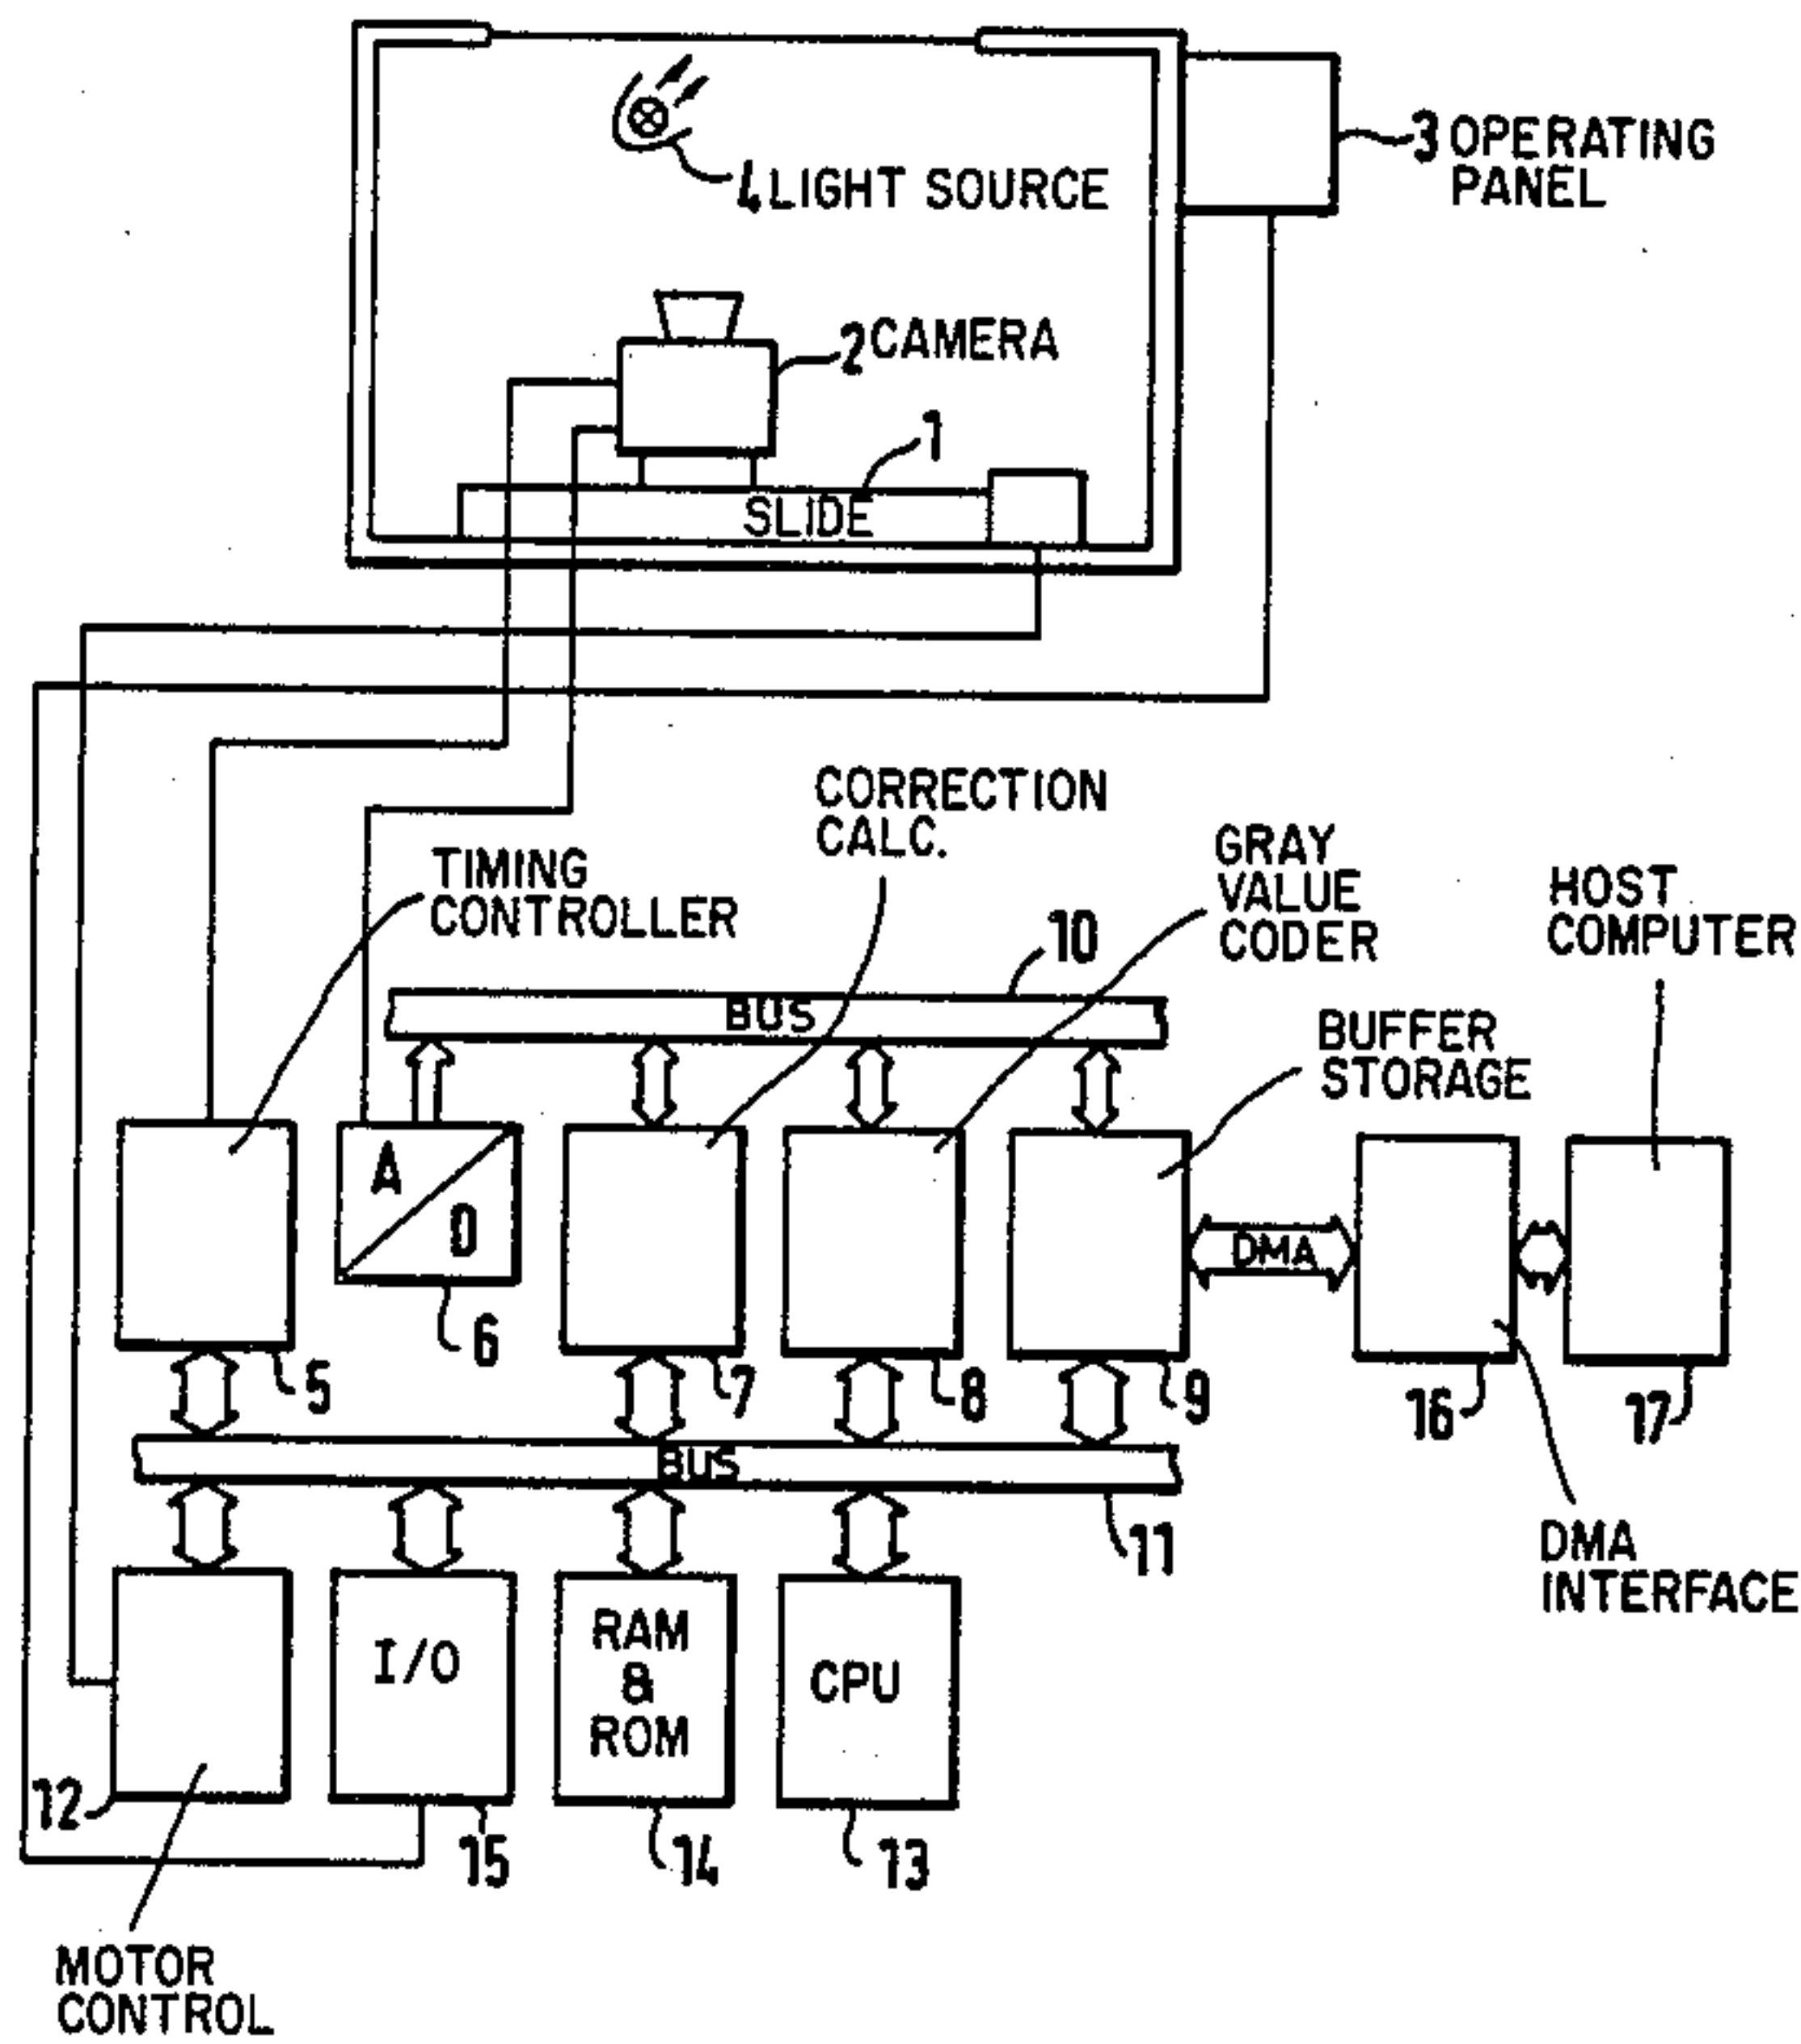 3 OPERATING
PANEL
4 LIGHT SOURCE
2 CAMERA
1
SLIDE
CORRECTION
CALC.
TIMING
CONTROLLER
GRAY
VALUE
CODER
HOST
COMPUTER
10
BUS
BUFFER
STORAGE
A
D
DMA
5
6
7
8
9
16
17
BUS
11
DMA
INTERFACE
I/O
RAM
&
ROM
CPU
12
15
14
13
MOTOR
CONTROL